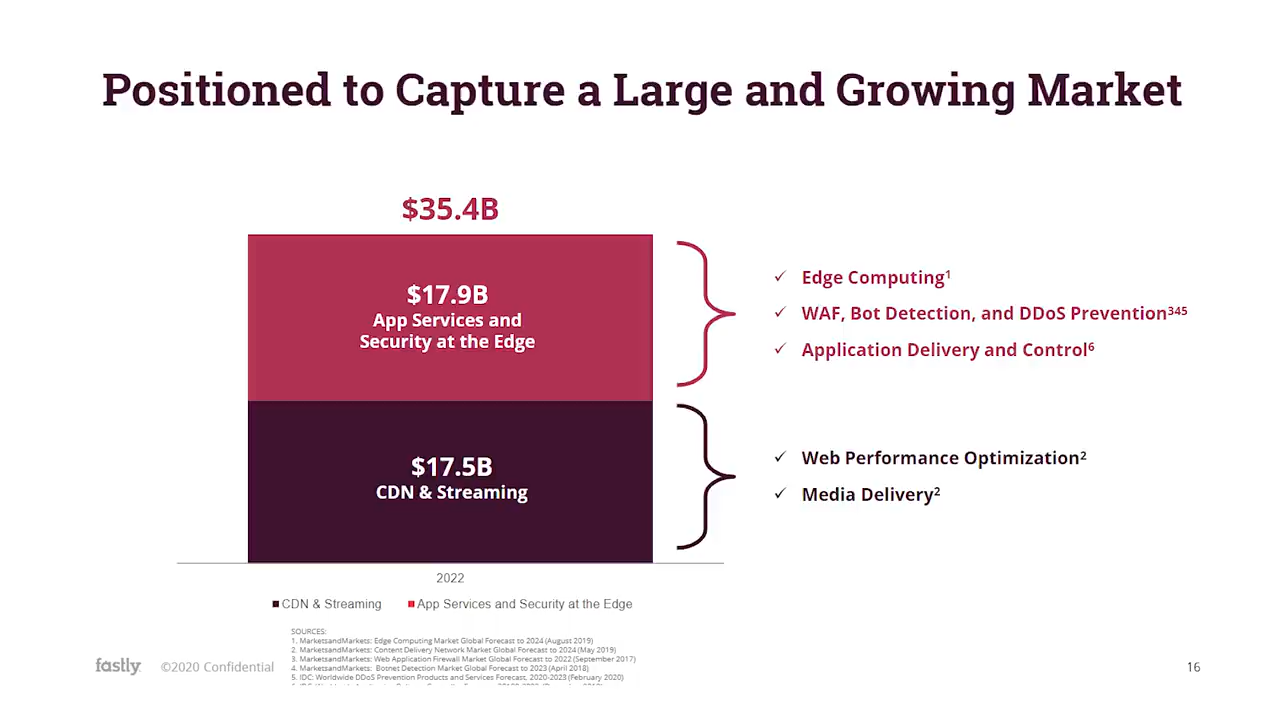 Positioned to Capture a Large and Growing Market
$35.4B
$17.9B
App Services and
Security at the Edge
$17.5B
CDN & Streaming
✓ Edge Computing¹
✓ WAF, Bot Detection, and DDoS Prevention³⁴⁵
✓ Application Delivery and Control⁶
✓ Web Performance Optimization²
✓ Media Delivery²
2022
CDN & Streaming
App Services and Security at the Edge
SOURCES:
1. MarketsandMarkets: Edge Computing Market Global Forecast to 2024 (August 2019)
2. MarketsandMarkets: Content Delivery Network Market Global Forecast to 2024 (May 2019)
3. MarketsandMarkets: Web Application Firewall Market Global Forecast to 2022 (September 2017)
4. MarketsandMarkets: Botnet Detection Market Global Forecast to 2023 (April 2018)
5. IDC: Worldwide DDoS Prevention Products and Services Forecast, 2020-2023 (February 2020)
fastly
©2020 Confidential
16